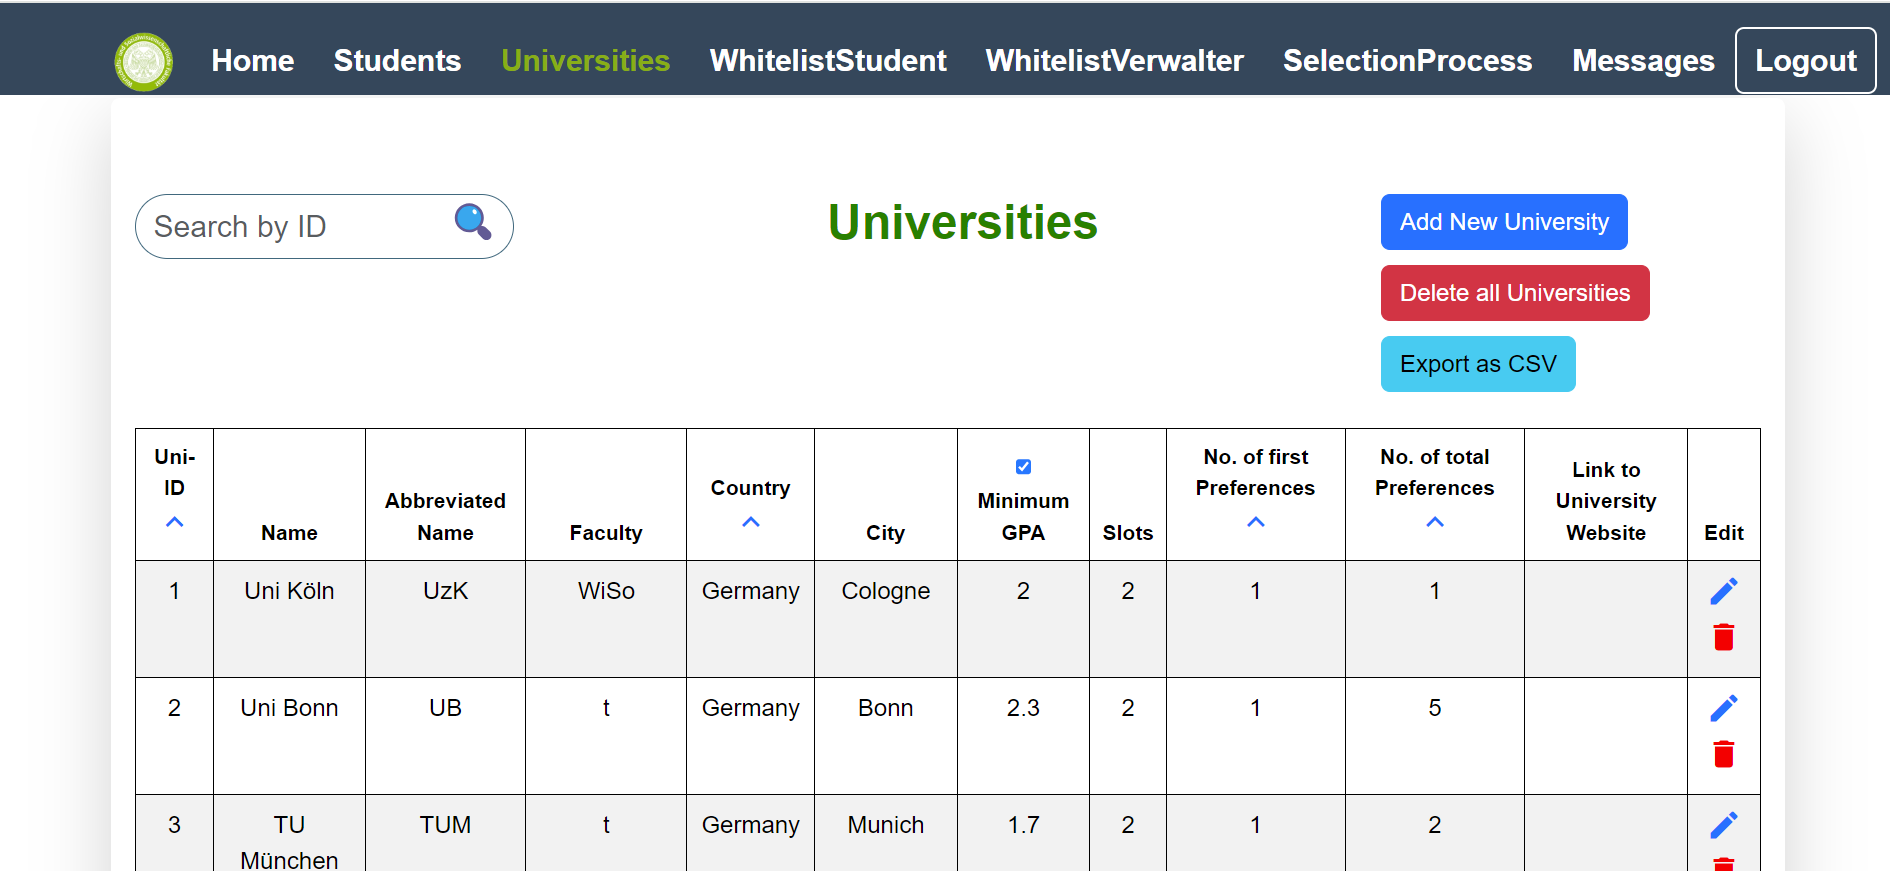 Home Students Universities WhitelistStudent WhitelistVerwalter SelectionProcess Messages Logout
Search by ID
Universities
Add New University
Delete all Universities
Export as CSV
Uni-ID Name Abbreviated Name Faculty Country City Minimum GPA Slots No. of first Preferences No. of total Preferences Link to University Website Edit
1 Uni Köln UzK WiSo Germany Cologne 2 2 1 1
2 Uni Bonn UB t Germany Bonn 2.3 2 1 5
3 TU München TUM t Germany Munich 1.7 2 1 2